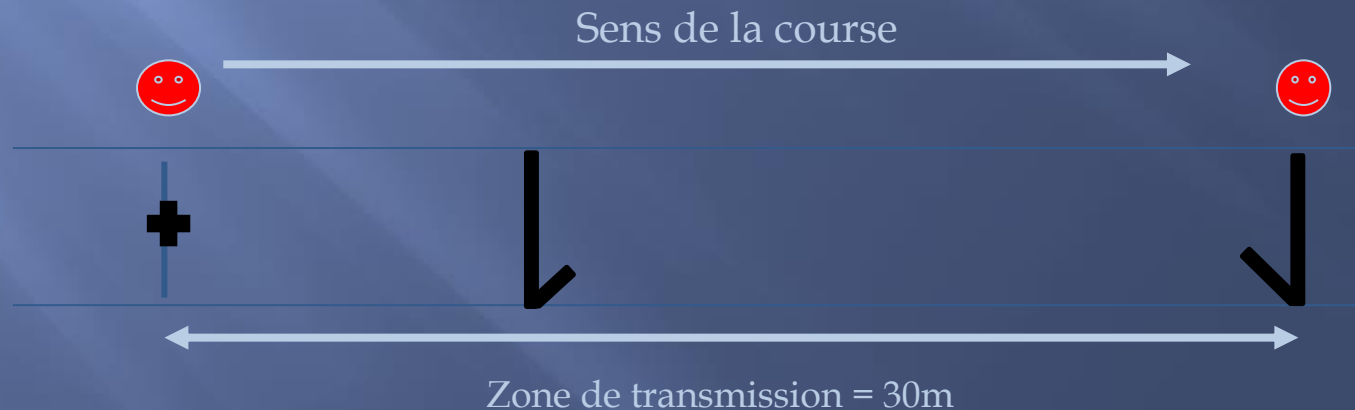 Sens de la course
Zone de transmission = 30m